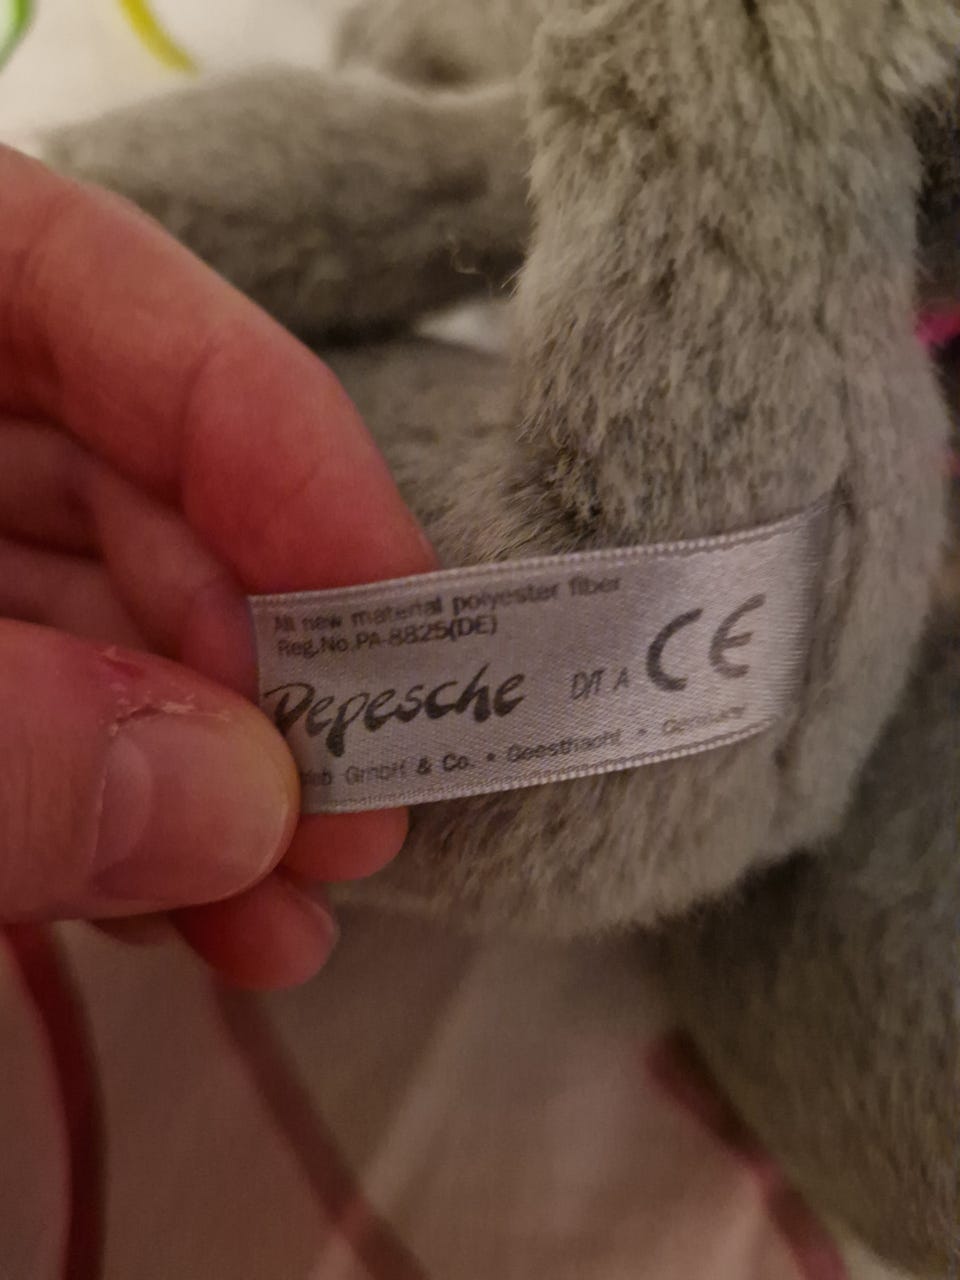 All new material polyester fiber
Reg.No.PA-8825(DE)
Depesche D/T A CE
GmbH & Co. • Geesthacht • Germany